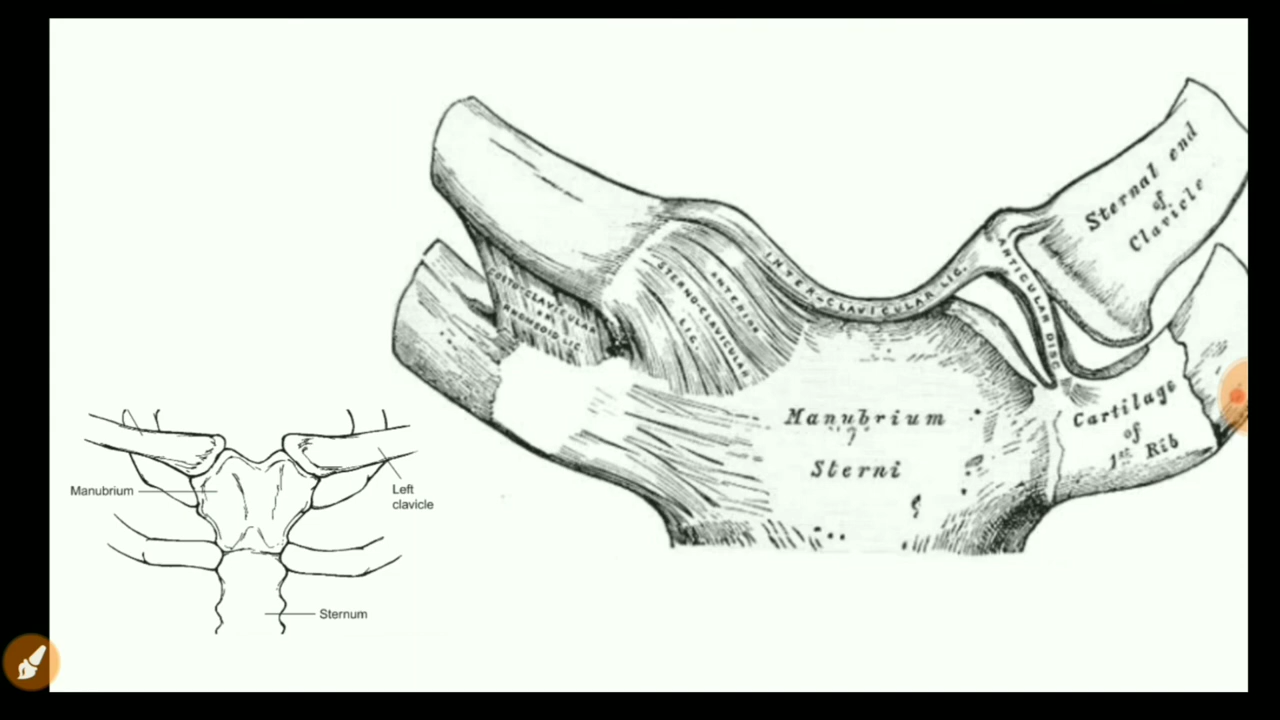 Sternal end
of
Clavicle
INTER-CLAVICULAR LIG.
ANTERIOR
STERNO-CLAVICULAR
LIG.
COSTO-CLAVICULAR
OR
RHOMBOID LIG.
ANTICULAR DISC
Manubrium
Sterni
Cartilage
of
1st Rib
Manubrium
Left
clavicle
Sternum